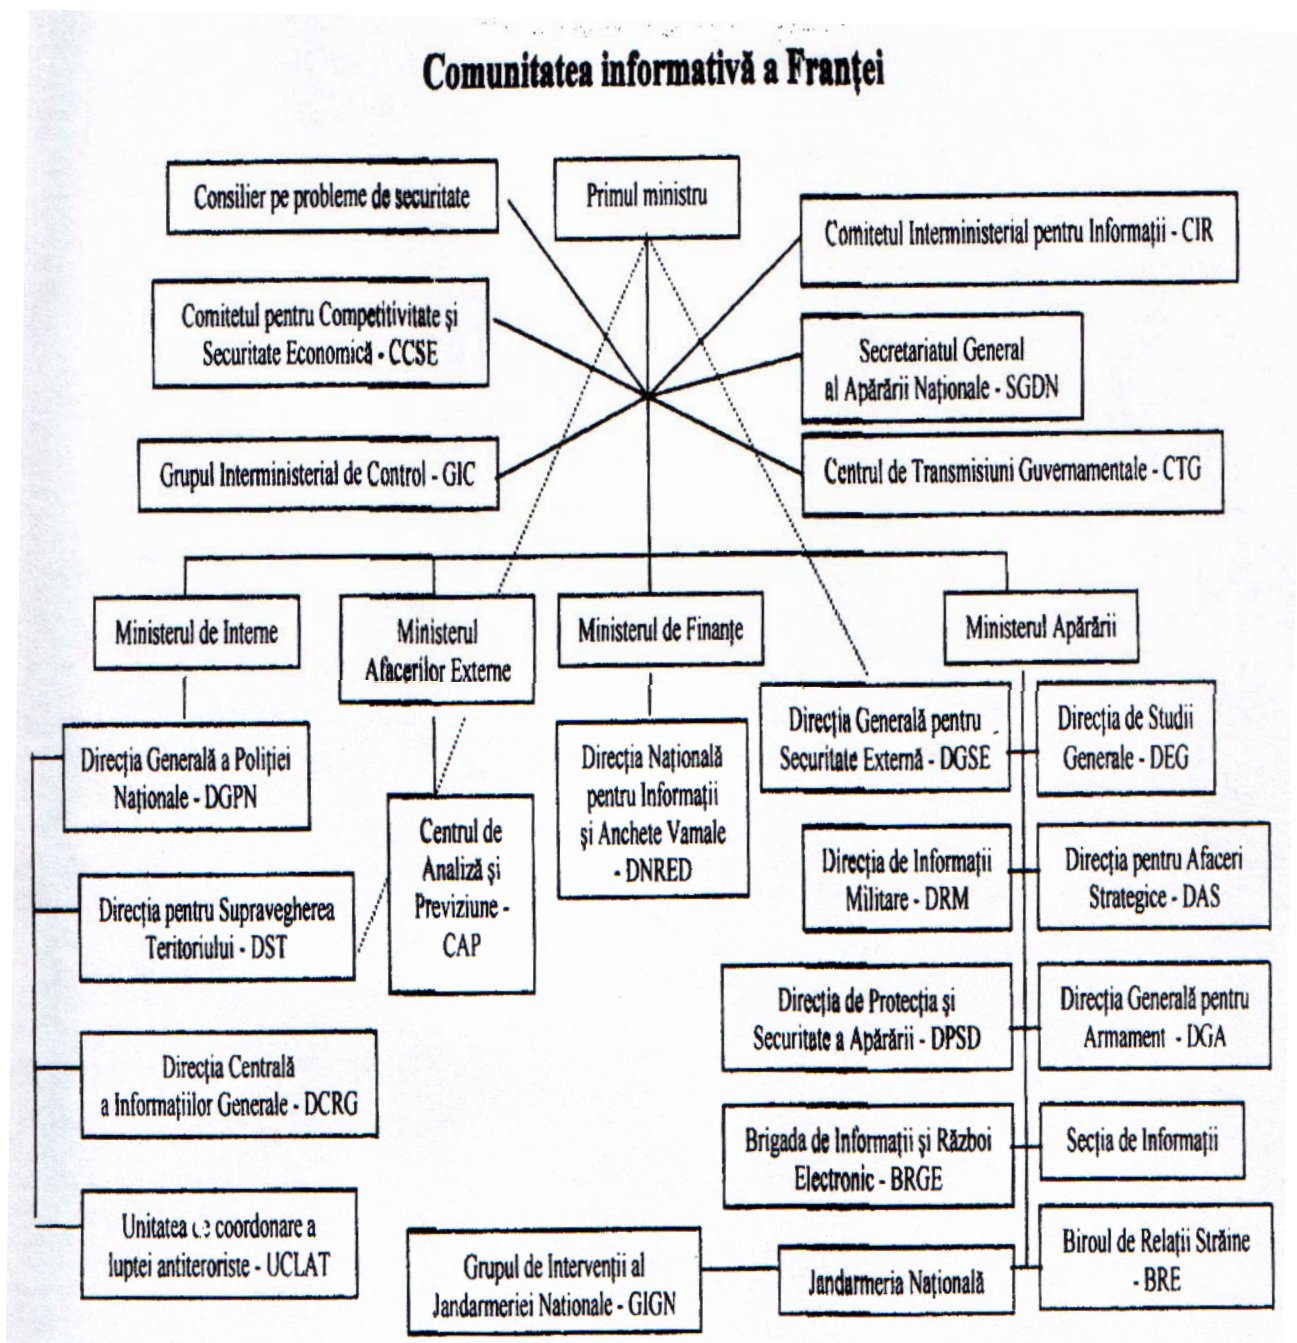 Comunitatea informativă a Franței
Consilier pe probleme de securitate
Primul ministru
Comitetul Interministerial pentru Informații - CIR
Comitetul pentru Competitivitate și
Securitate Economică - CCSE
Secretariatul General
al Apărării Naționale - SGDN
Grupul Interministerial de Control - GIC
Centrul de Transmisiuni Guvernamentale - CTG
Ministerul de Interne
Ministerul
Afacerilor Externe
Ministerul de Finanțe
Ministerul Apărării
Direcția Generală a Poliției
Naționale - DGPN
Direcția pentru Supravegherea
Teritoriului - DST
Direcția Centrală
a Informațiilor Generale - DCRG
Unitatea de coordonare a
luptei antiteroriste - UCLAT
Centrul de
Analiză și
Previziune -
CAP
Direcția Națională
pentru Informații
și Anchete Vamale
- DNRED
Direcția Generală pentru
Securitate Externă - DGSE
Direcția de Studii
Generale - DEG
Direcția de Informații
Militare - DRM
Direcția pentru Afaceri
Strategice - DAS
Direcția de Protecția și
Securitate a Apărării - DPSD
Direcția Generală pentru
Armament - DGA
Brigada de Informații și Război
Electronic - BRGE
Secția de Informații
Grupul de Intervenții al
Jandarmeriei Nationale - GIGN
Jandarmeria Națională
Biroul de Relații Străine
- BRE